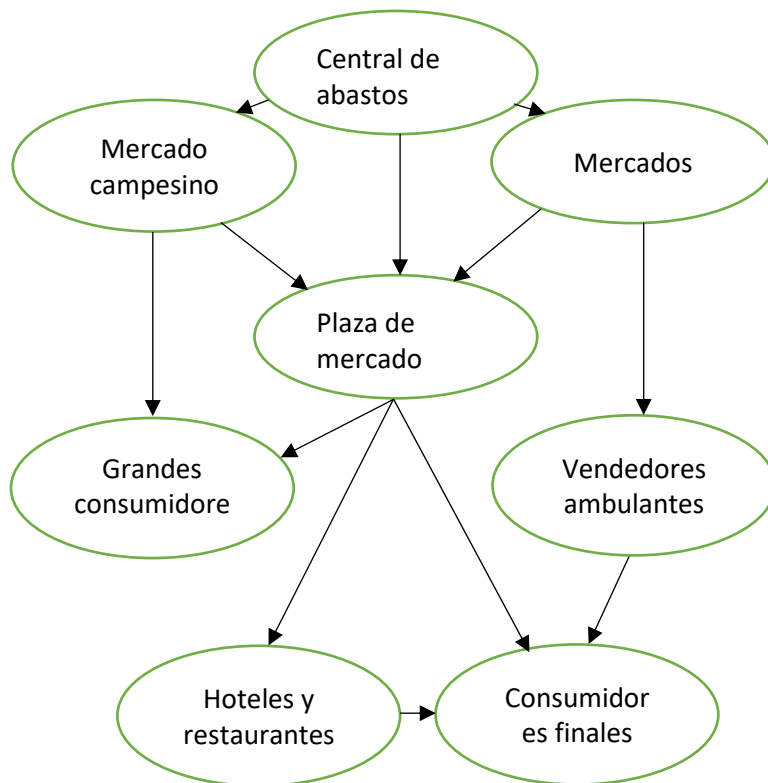 Central de
abastos
Mercado
campesino
Mercados
Plaza de
mercado
Grandes
consumidore
Vendedores
ambulantes
Hoteles y
restaurantes
Consumidor
es finales